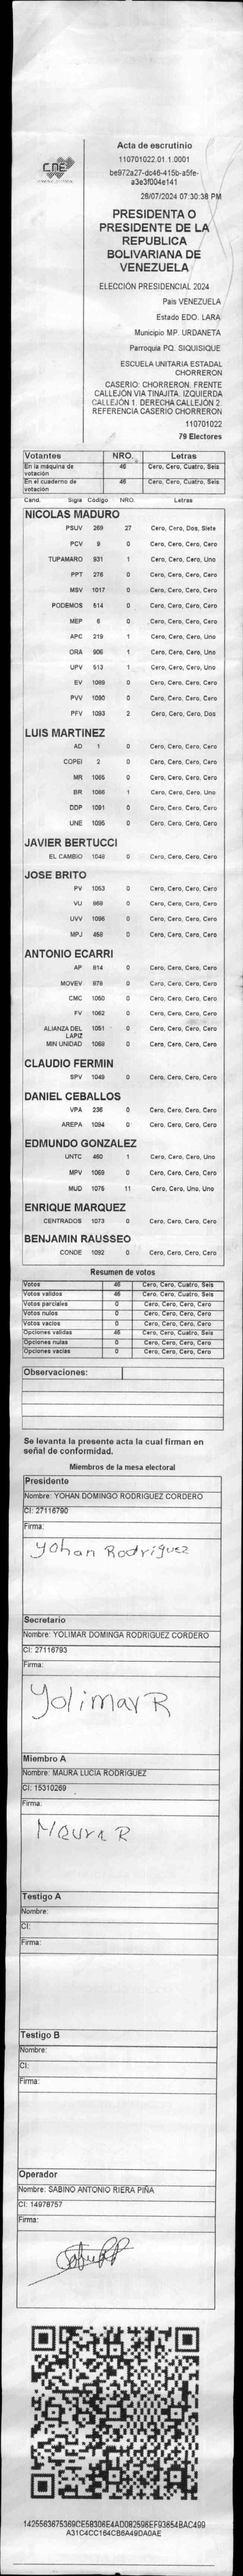 CNE
Acta de escrutinio
110701022.01.1.0001
be972a27-dc46-415b-a5fe-
a3e3f004e141
28/07/2024 07:30:38 PM
PRESIDENTA O
PRESIDENTE DE LA
REPUBLICA
BOLIVARIANA DE
VENEZUELA
ELECCIÓN PRESIDENCIAL 2024
Pais VENEZUELA
Estado EDO. LARA
Municipio MP. URDANETA
Parroquia PQ. SIQUISIQUE
ESCUELA UNITARIA ESTADAL
CHORRERON
CASERIO: CHORRERON. FRENTE
CALLEJÓN VIA TINAJITA. IZQUIERDA
CALLEJÓN 1. DERECHA CALLEJÓN 2.
REFERENCIA CASERIO CHORRERON
110701022
79 Electores
Votantes NRO. Letras
En la máquina de votación 46 Cero, Cero, Cuatro, Seis
En el cuaderno de votación 46 Cero, Cero, Cuatro, Seis
Cand. Sigla Codigo NRO. Letras
NICOLAS MADURO
PSUV 269 27 Cero, Cero, Dos, Siete
PCV 9 0 Cero, Cero, Cero, Cero
TUPAMARO 931 1 Cero, Cero, Cero, Uno
PPT 276 0 Cero, Cero, Cero, Cero
MSV 1017 0 Cero, Cero, Cero, Cero
PODEMOS 514 0 Cero, Cero, Cero, Cero
MEP 6 0 Cero, Cero, Cero, Cero
APC 219 1 Cero, Cero, Cero, Uno
ORA 906 1 Cero, Cero, Cero, Uno
UPV 513 1 Cero, Cero, Cero, Uno
EV 1089 0 Cero, Cero, Cero, Cero
PVV 1090 0 Cero, Cero, Cero, Cero
PFV 1093 2 Cero, Cero, Cero, Dos
LUIS MARTINEZ
AD 1 0 Cero, Cero, Cero, Cero
COPEI 2 0 Cero, Cero, Cero, Cero
MR 1065 0 Cero, Cero, Cero, Cero
BR 1066 1 Cero, Cero, Cero, Uno
DDP 1091 0 Cero, Cero, Cero, Cero
UNE 1095 0 Cero, Cero, Cero, Cero
JAVIER BERTUCCI
EL CAMBIO 1048 0 Cero, Cero, Cero, Cero
JOSE BRITO
PV 1053 0 Cero, Cero, Cero, Cero
VU 868 0 Cero, Cero, Cero, Cero
UVV 1096 0 Cero, Cero, Cero, Cero
MPJ 458 0 Cero, Cero, Cero, Cero
ANTONIO ECARRI
AP 814 0 Cero, Cero, Cero, Cero
MOVEV 878 0 Cero, Cero, Cero, Cero
CMC 1050 0 Cero, Cero, Cero, Cero
FV 1062 0 Cero, Cero, Cero, Cero
ALIANZA DEL LAPIZ 1051 0 Cero, Cero, Cero, Cero
MIN UNIDAD 1068 0 Cero, Cero, Cero, Cero
CLAUDIO FERMIN
SPV 1049 0 Cero, Cero, Cero, Cero
DANIEL CEBALLOS
VPA 236 0 Cero, Cero, Cero, Cero
AREPA 1094 0 Cero, Cero, Cero, Cero
EDMUNDO GONZALEZ
UNTC 460 1 Cero, Cero, Cero, Uno
MPV 1069 0 Cero, Cero, Cero, Cero
MUD 1075 11 Cero, Cero, Uno, Uno
ENRIQUE MARQUEZ
CENTRADOS 1073 0 Cero, Cero, Cero, Cero
BENJAMIN RAUSSEO
CONDE 1092 0 Cero, Cero, Cero, Cero
Resumen de votos
Votos 46 Cero, Cero, Cuatro, Seis
Votos validos 46 Cero, Cero, Cuatro, Seis
Votos parciales 0 Cero, Cero, Cero, Cero
Votos nulos 0 Cero, Cero, Cero, Cero
Votos vacios 0 Cero, Cero, Cero, Cero
Opciones validas 46 Cero, Cero, Cuatro, Seis
Opciones nulas 0 Cero, Cero, Cero, Cero
Opciones vacias 0 Cero, Cero, Cero, Cero
Observaciones:
Se levanta la presente acta la cual firman en
señal de conformidad.
Miembros de la mesa electoral
Presidente
Nombre: YOHAN DOMINGO RODRIGUEZ CORDERO
CI: 27116790
Firma:
Yohan Rodriguez
Secretario
Nombre: YOLIMAR DOMINGA RODRIGUEZ CORDERO
CI: 27116793
Firma:
Yolimar R
Miembro A
Nombre: MAURA LUCIA RODRIGUEZ
CI: 15310269
Firma:
Maura R
Testigo A
Nombre:
CI:
Firma:
Testigo B
Nombre:
CI:
Firma:
Operador
Nombre: SABINO ANTONIO RIERA PIÑA
CI: 14978757
Firma:
1425563675369CE58306E4AD082596EF93654BAC499
A31C4CC164CB6A49DA0AE